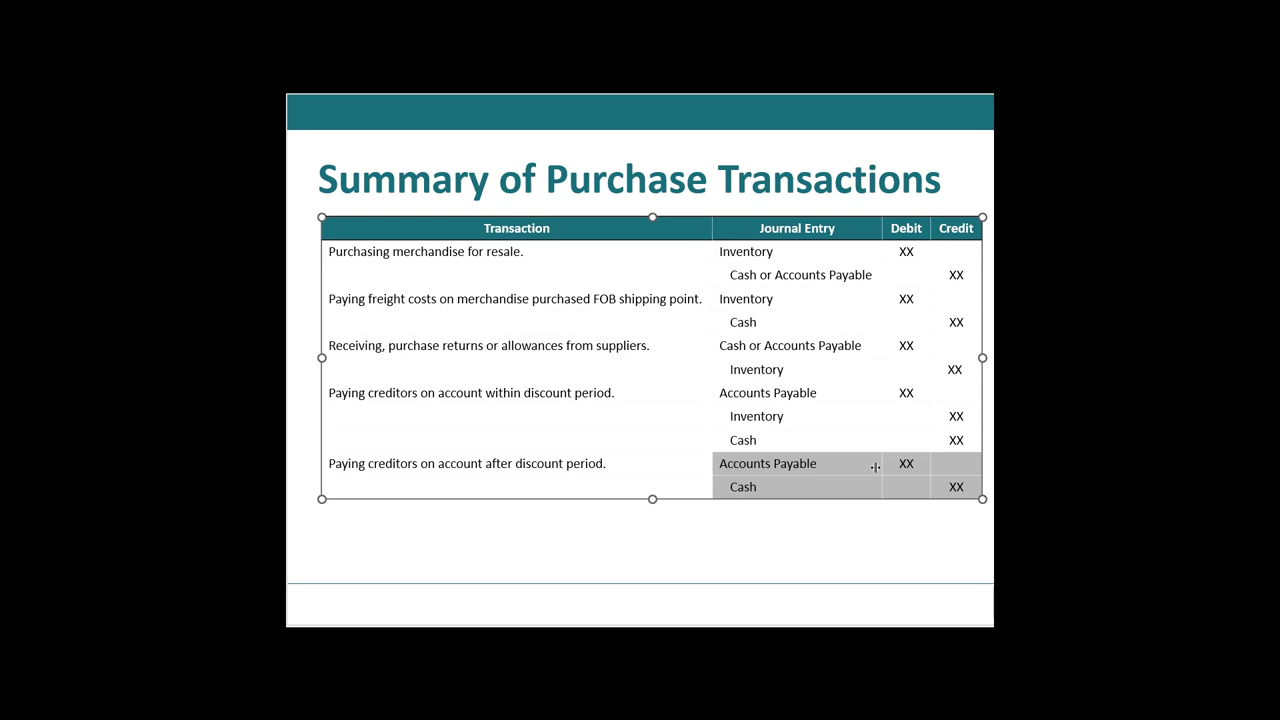 Summary of Purchase Transactions
Transaction Journal Entry Debit Credit
Purchasing merchandise for resale. Inventory XX
Cash or Accounts Payable XX
Paying freight costs on merchandise purchased FOB shipping point. Inventory XX
Cash XX
Receiving, purchase returns or allowances from suppliers. Cash or Accounts Payable XX
Inventory XX
Paying creditors on account within discount period. Accounts Payable XX
Inventory XX
Cash XX
Paying creditors on account after discount period. Accounts Payable XX
Cash XX